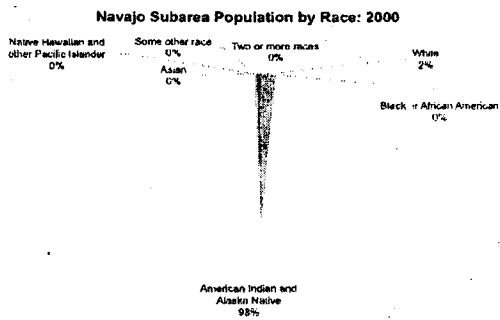 Navajo Subarea Population by Race: 2000
Native Hawaiian and
other Pacific Islander
0%
Some other race
0%
Asian
0%
Two or more races
0%
White
2%
Black or African American
0%
American Indian and
Alaska Native
98%